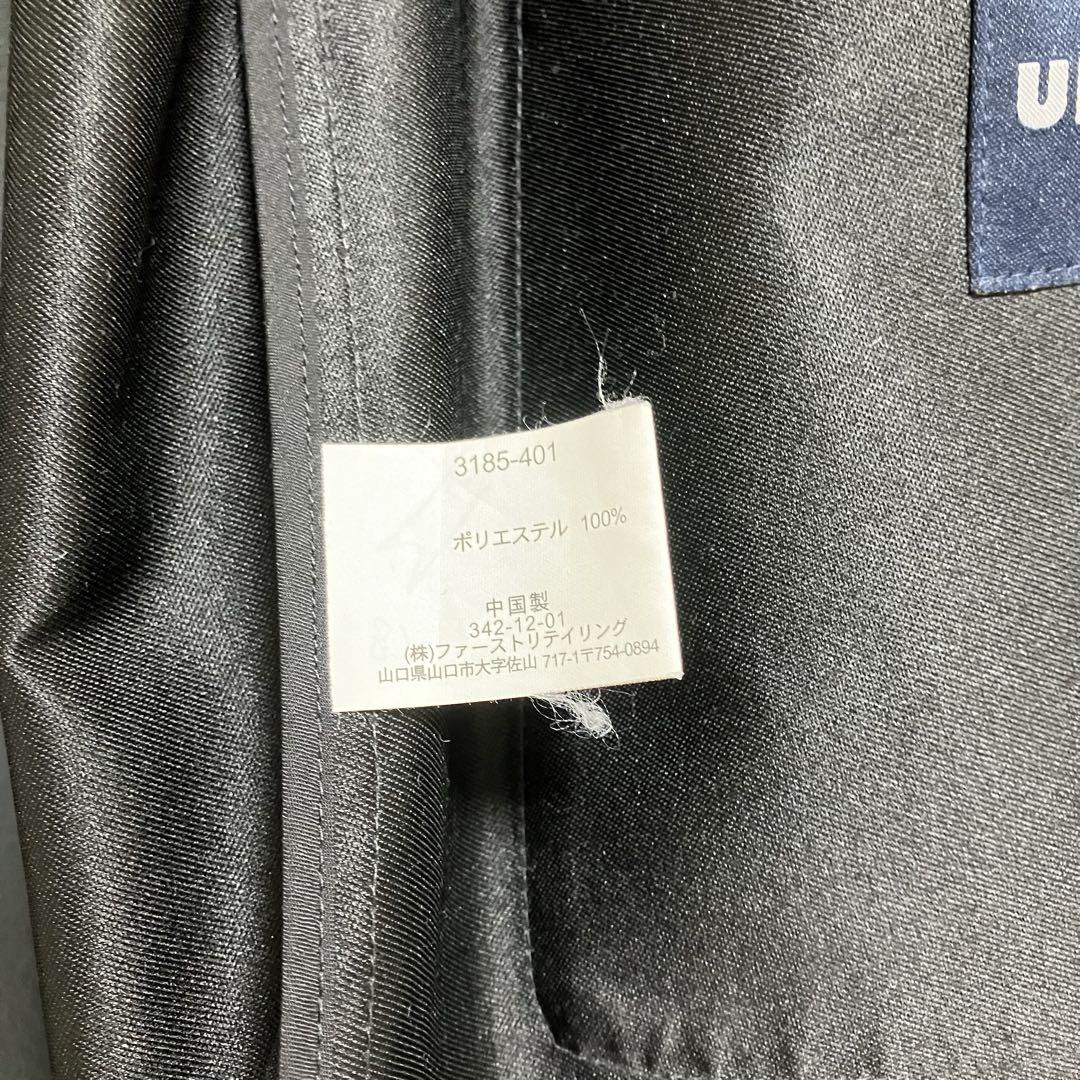 3185-401
ポリエステル 100%
中国製
342-12-01
(株)ファーストリテイリング
山口県山口市大字佐山 717-1〒754-0894